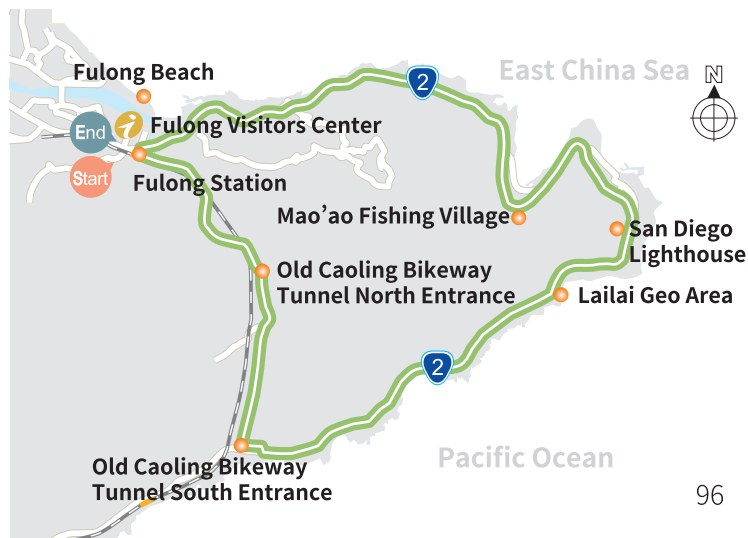 Fulong Beach
2
East China Sea
N
End
i
Fulong Visitors Center
Start
Fulong Station
Mao’ao Fishing Village
San Diego
Lighthouse
Old Caoling Bikeway
Tunnel North Entrance
Lailai Geo Area
2
Pacific Ocean
Old Caoling Bikeway
Tunnel South Entrance
96